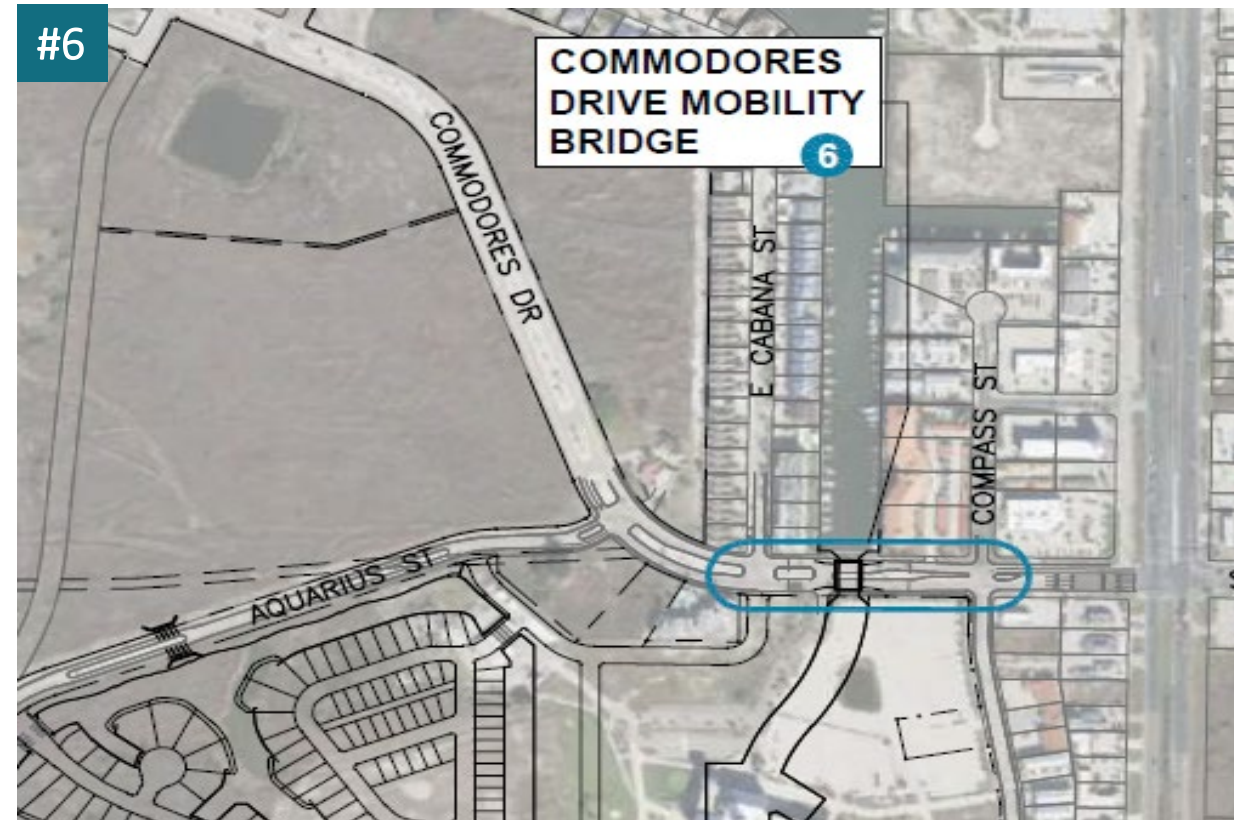 #6
COMMODORES
DRIVE MOBILITY
BRIDGE
6
COMMODORES DR
E CABANA ST
COMPASS ST
AQUARIUS ST
S